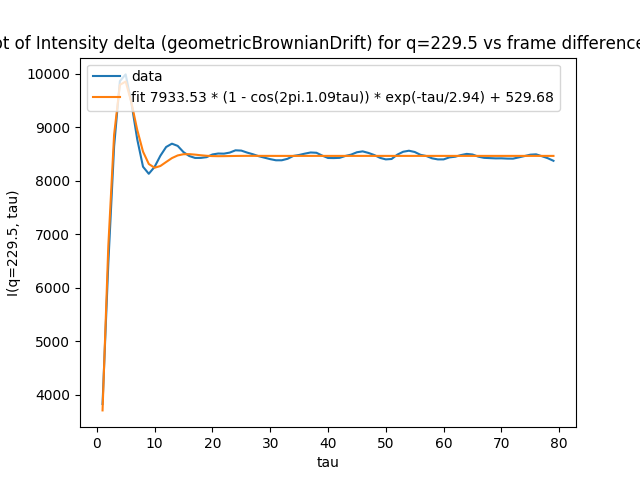 ot of Intensity delta (geometricBrownianDrift) for q=229.5 vs frame difference
data
fit 7933.53 * (1 - cos(2pi.1.09tau)) * exp(-tau/2.94) + 529.68
10000
9000
8000
7000
6000
5000
4000
I(q=229.5, tau)
0 10 20 30 40 50 60 70 80
tau